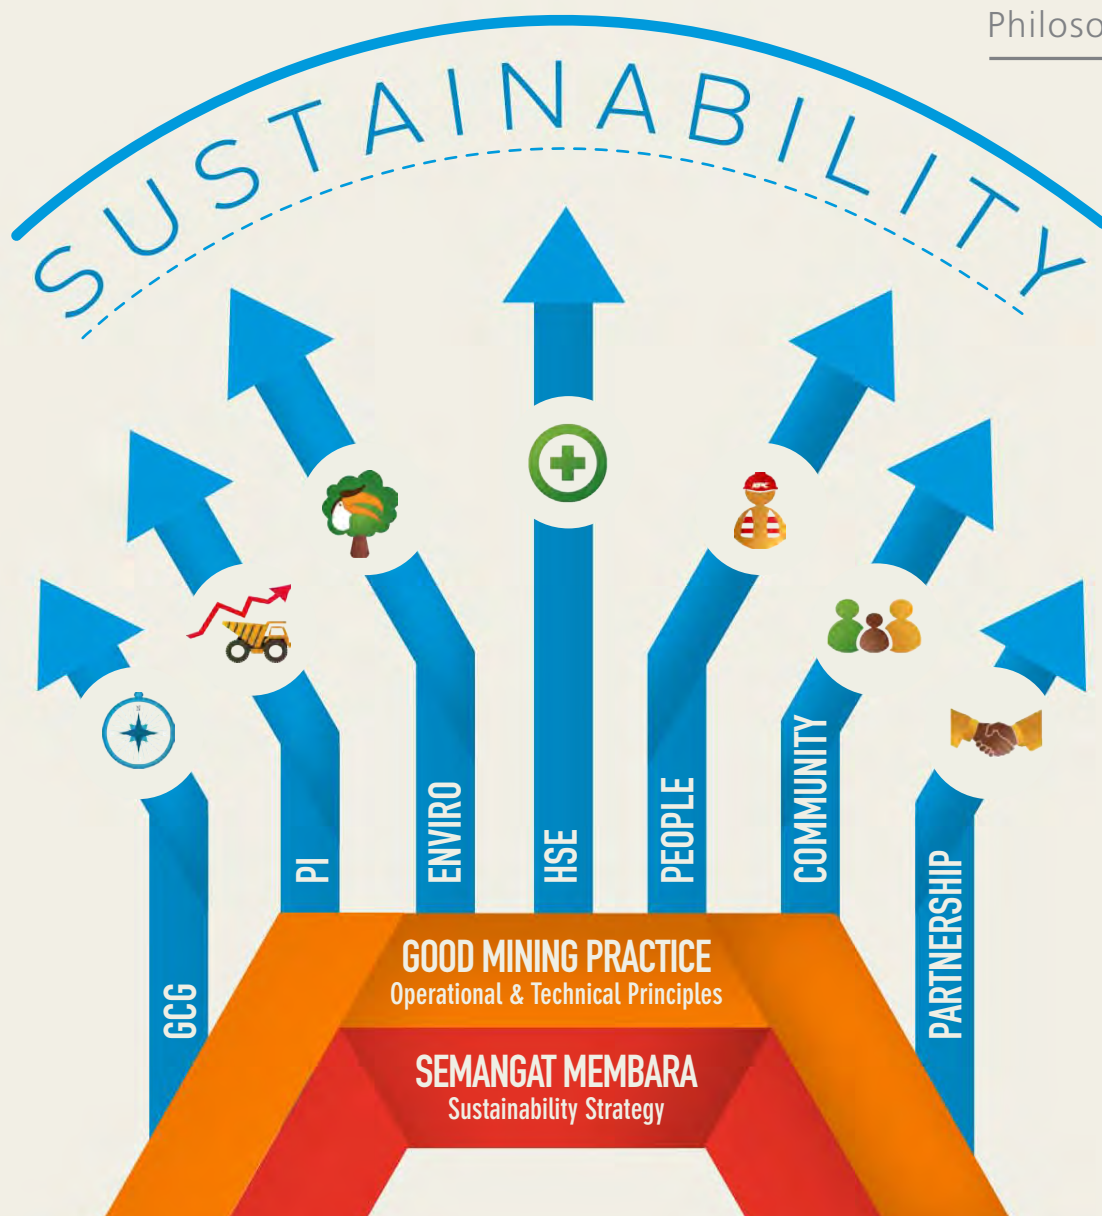 Philoso
SUSTAINABILITY
GCG
PI
ENVIRO
HSE
PEOPLE
COMMUNITY
PARTNERSHIP
GOOD MINING PRACTICE
Operational & Technical Principles
SEMANGAT MEMBARA
Sustainability Strategy